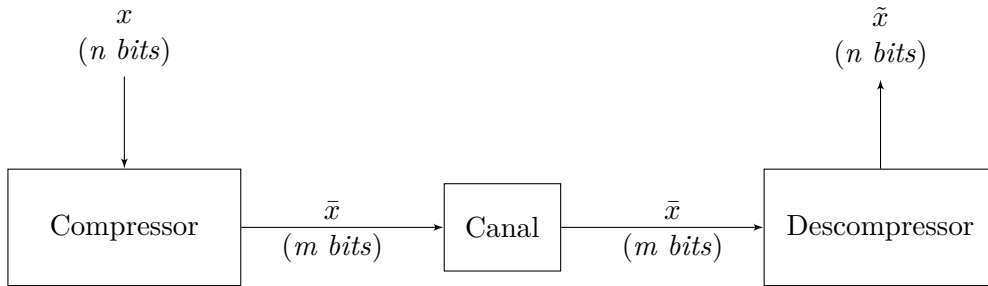 x
(n bits)
x̃
(n bits)
Compressor
x̄
(m bits)
Canal
x̄
(m bits)
Descompressor